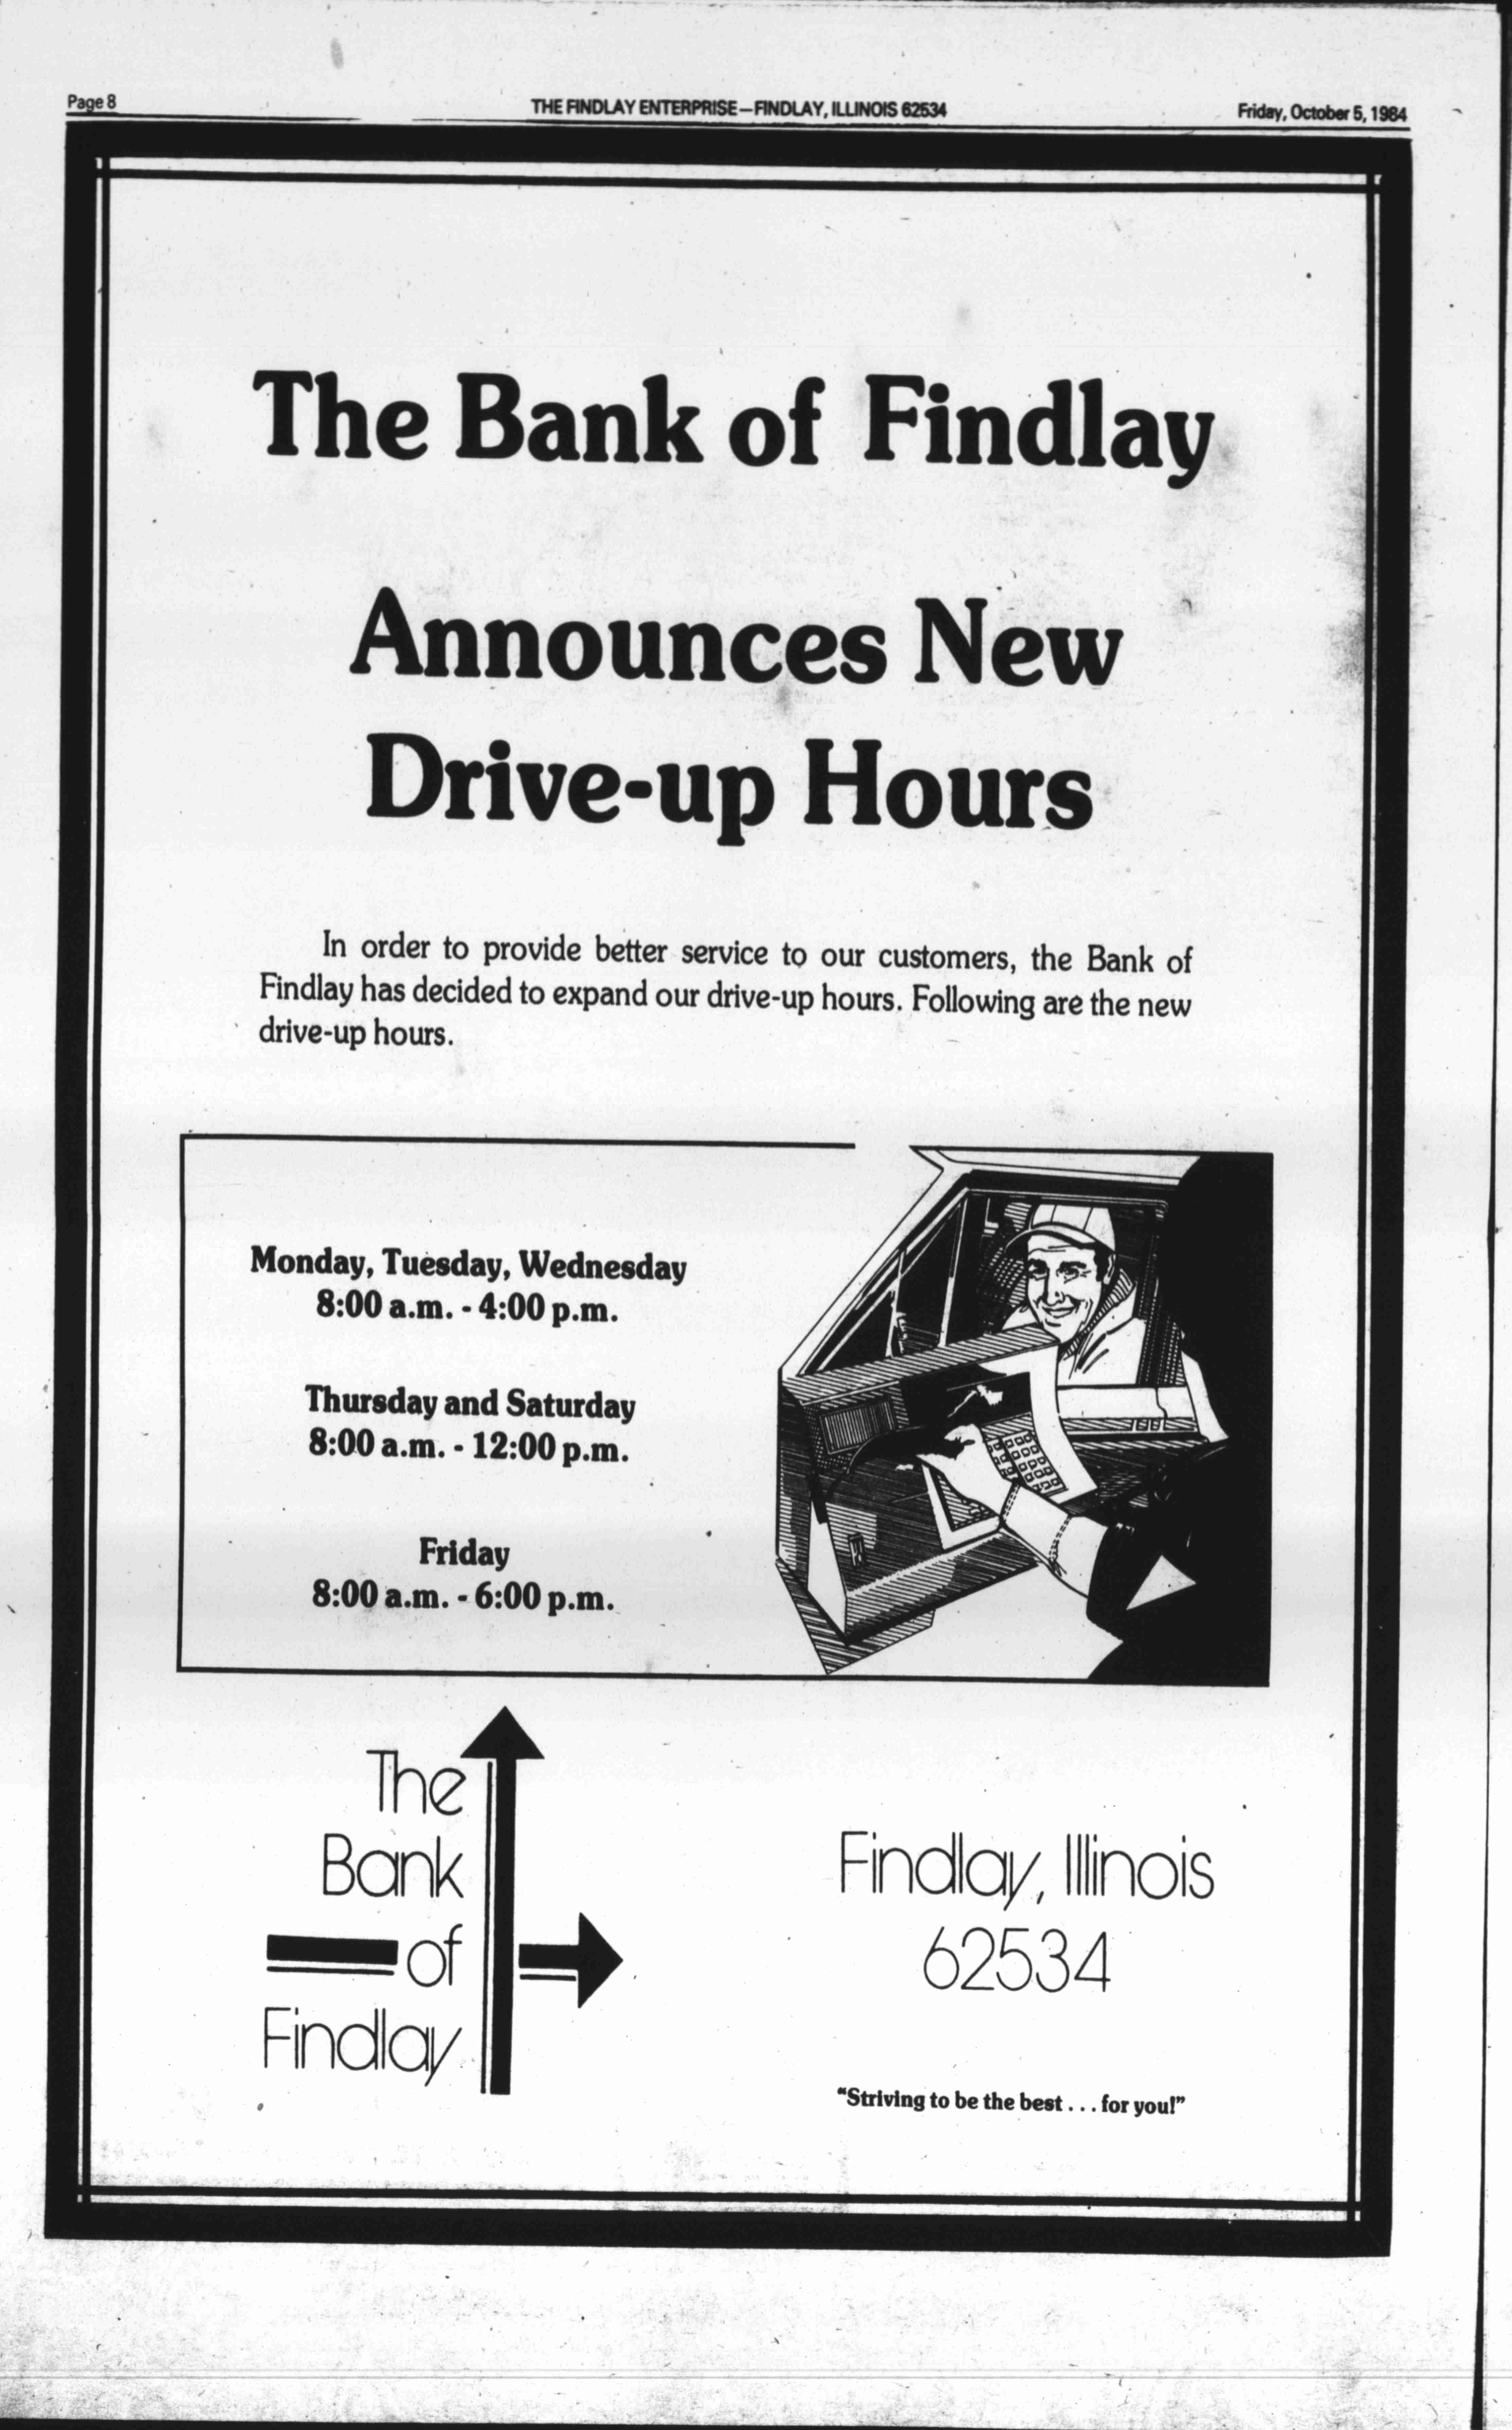 Page 8
THE FINDLAY ENTERPRISE—FINDLAY, ILLINOIS 62534
Friday, October 5, 1984
The Bank of Findlay
Announces New
Drive-up Hours
In order to provide better service to our customers, the Bank of
Findlay has decided to expand our drive-up hours. Following are the new
drive-up hours.
Monday, Tuesday, Wednesday
8:00 a.m. - 4:00 p.m.
Thursday and Saturday
8:00 a.m. - 12:00 p.m.
Friday
8:00 a.m. - 6:00 p.m.
The
Bank
of
Findlay
Findlay, Illinois
62534
"Striving to be the best . . . for you!"